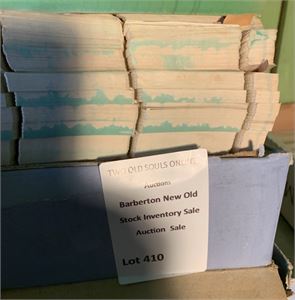 TWO OLD SOULS ONLINE
Auctions
Barberton New Old
Stock Inventory Sale
Auction Sale
Lot 410